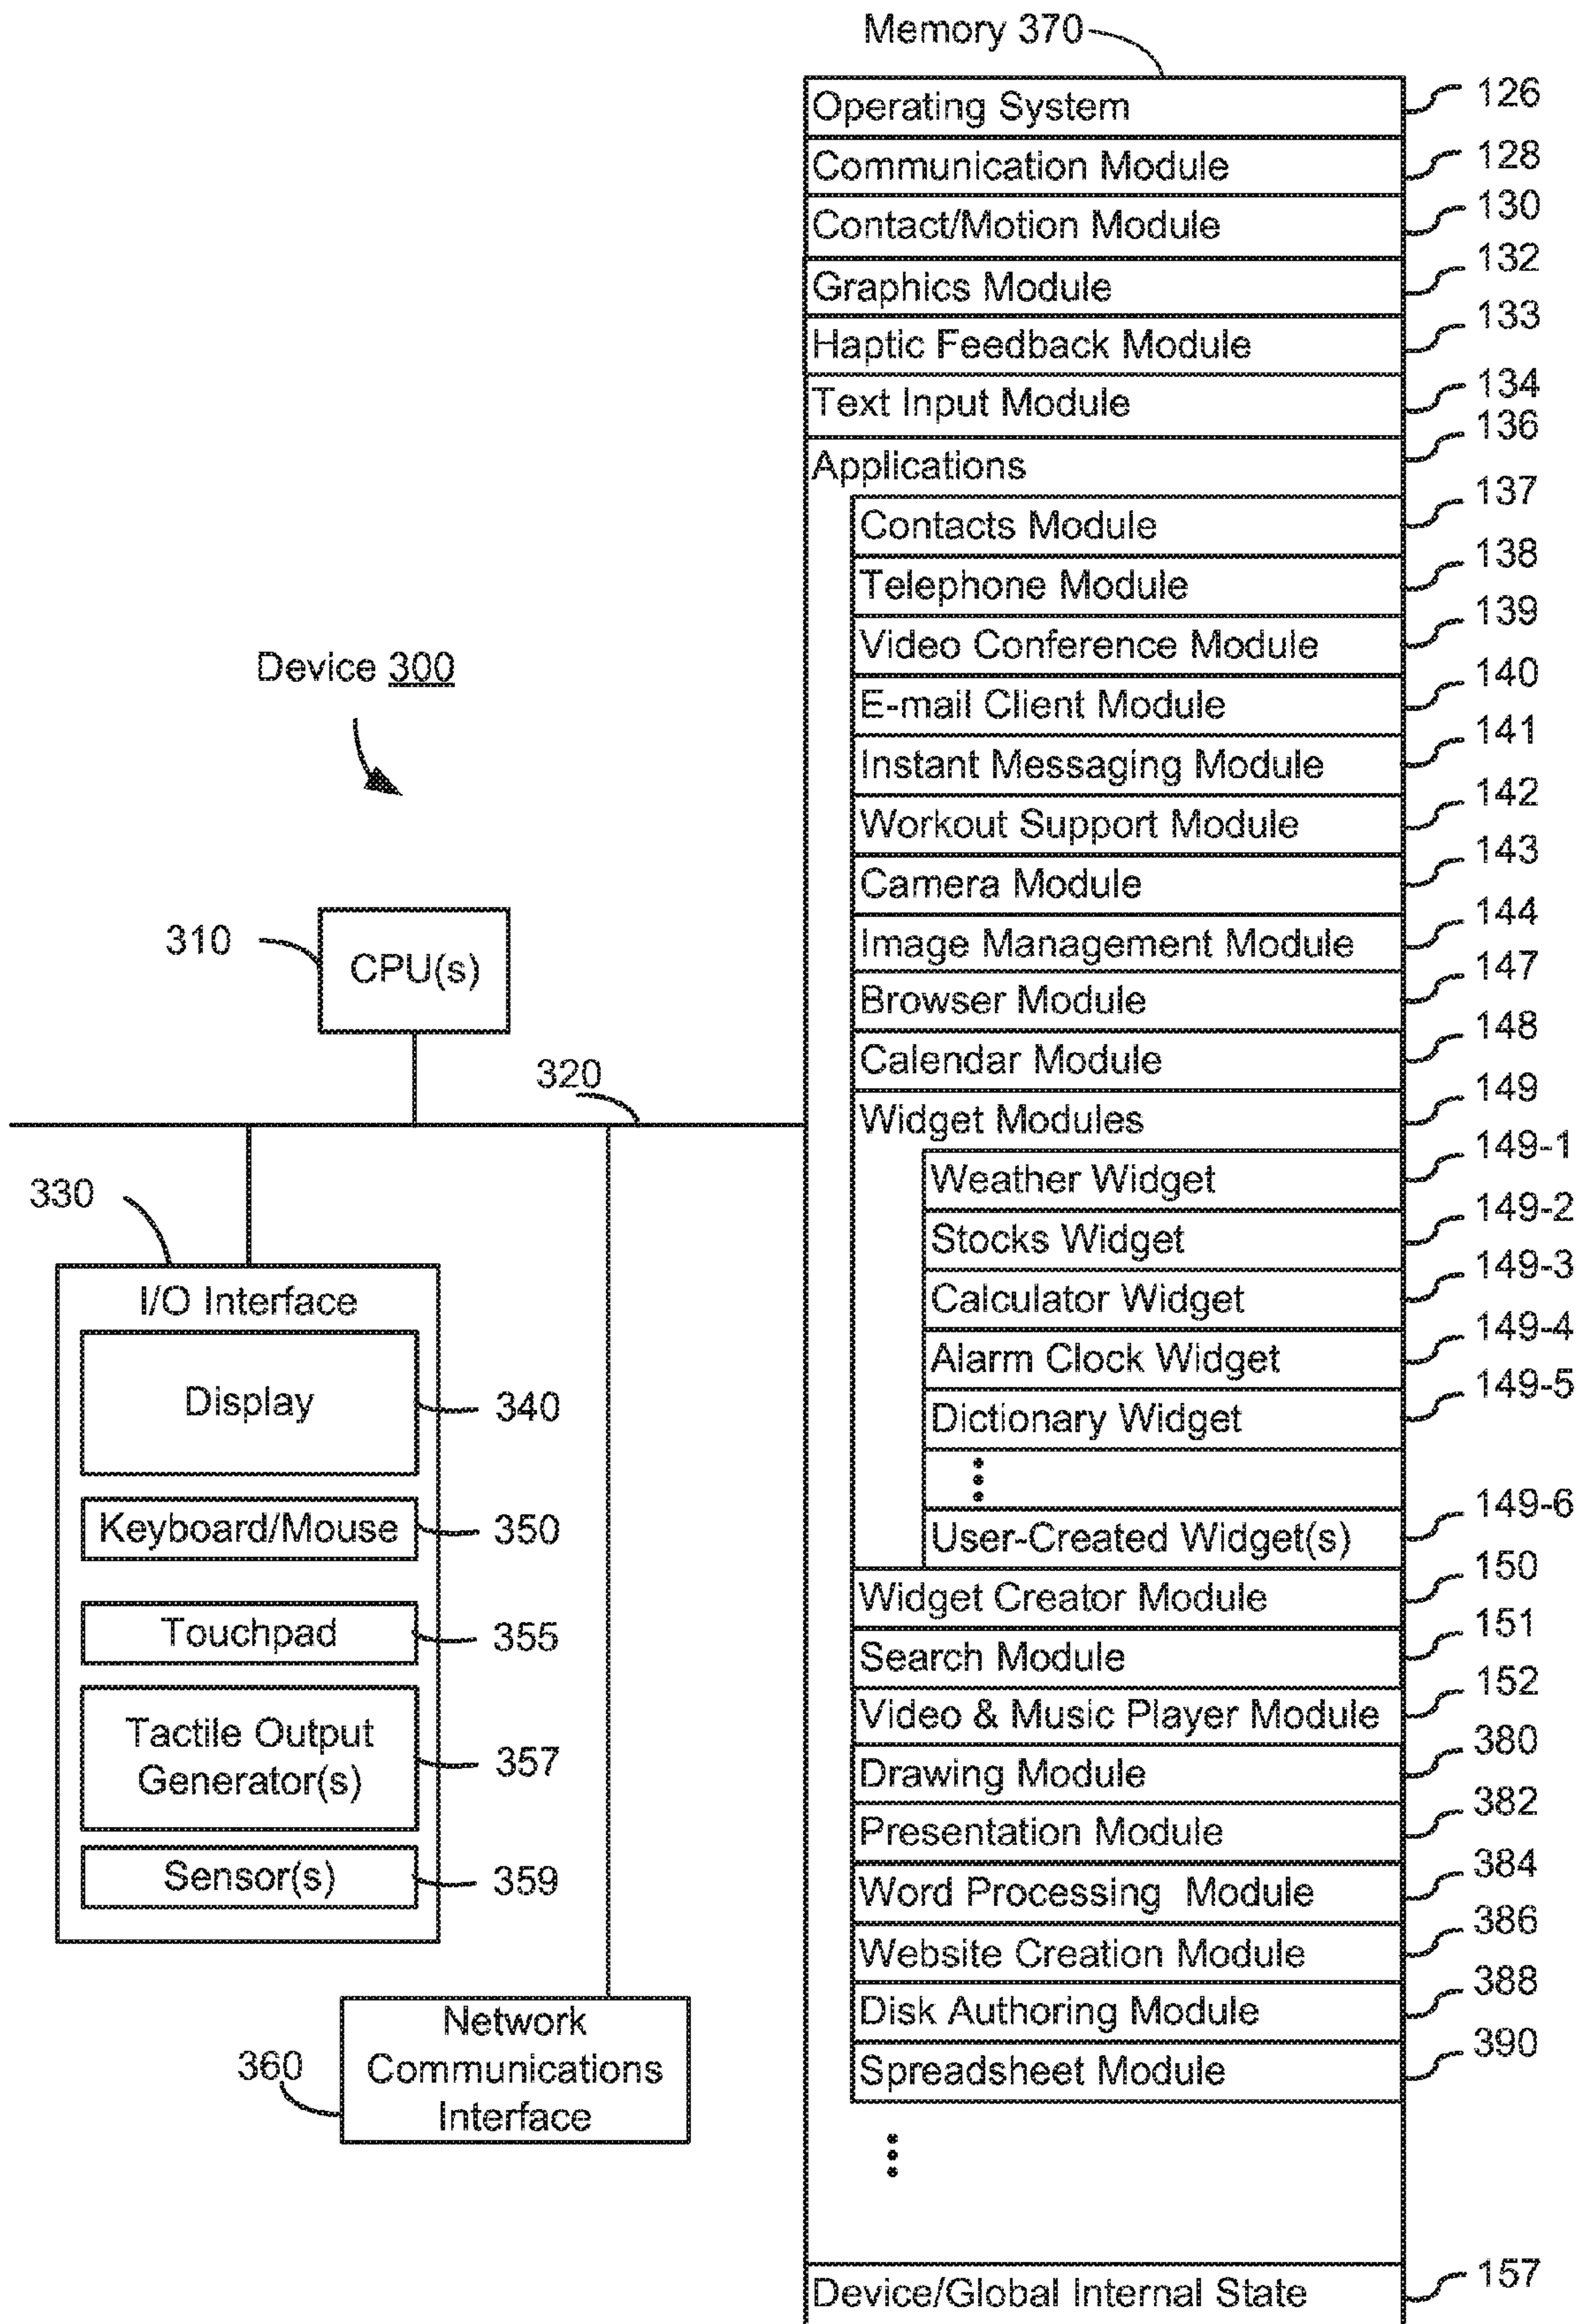 Memory 370
Operating System 126
Communication Module 128
Contact/Motion Module 130
Graphics Module 132
Haptic Feedback Module 133
Text Input Module 134
Applications 136
Contacts Module 137
Telephone Module 138
Video Conference Module 139
E-mail Client Module 140
Instant Messaging Module 141
Workout Support Module 142
Camera Module 143
Image Management Module 144
Browser Module 147
Calendar Module 148
Widget Modules 149
Weather Widget 149-1
Stocks Widget 149-2
Calculator Widget 149-3
Alarm Clock Widget 149-4
Dictionary Widget 149-5
User-Created Widget(s) 149-6
Widget Creator Module 150
Search Module 151
Video & Music Player Module 152
Drawing Module 380
Presentation Module 382
Word Processing Module 384
Website Creation Module 386
Disk Authoring Module 388
Spreadsheet Module 390
Device/Global Internal State 157
Device 300
310 CPU(s)
320
330
I/O Interface
Display 340
Keyboard/Mouse 350
Touchpad 355
Tactile Output
Generator(s) 357
Sensor(s) 359
360
Network
Communications
Interface